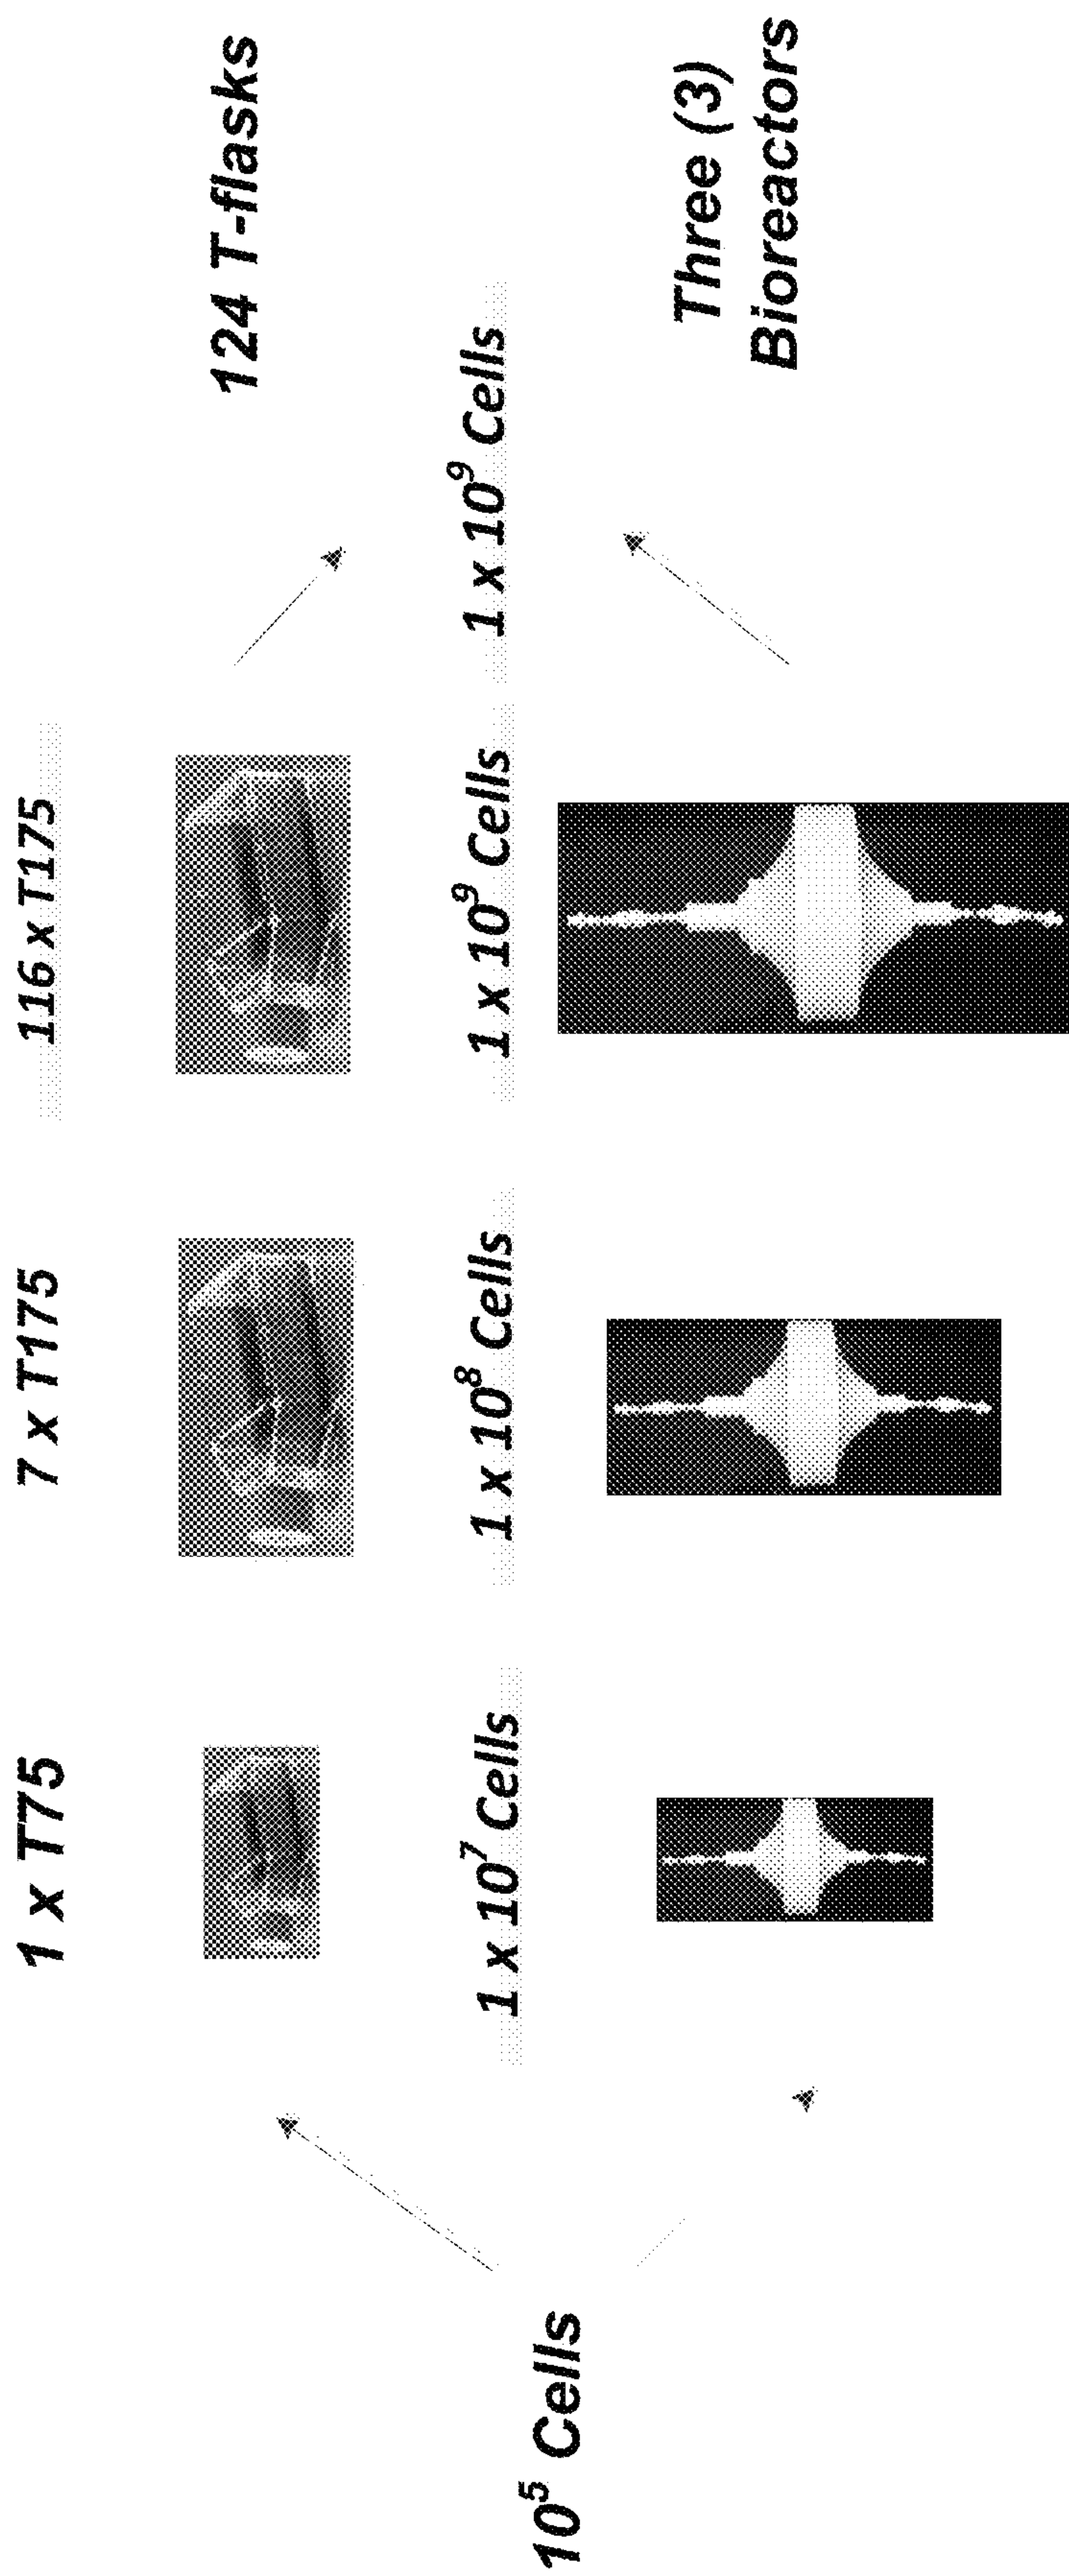 1 x T75
7 x T175
116 x T175
124 T-flasks
10⁵ Cells
1 x 10⁷ Cells
1 x 10⁸ Cells
1 x 10⁹ Cells
1 x 10⁹ Cells
Three (3)
Bioreactors